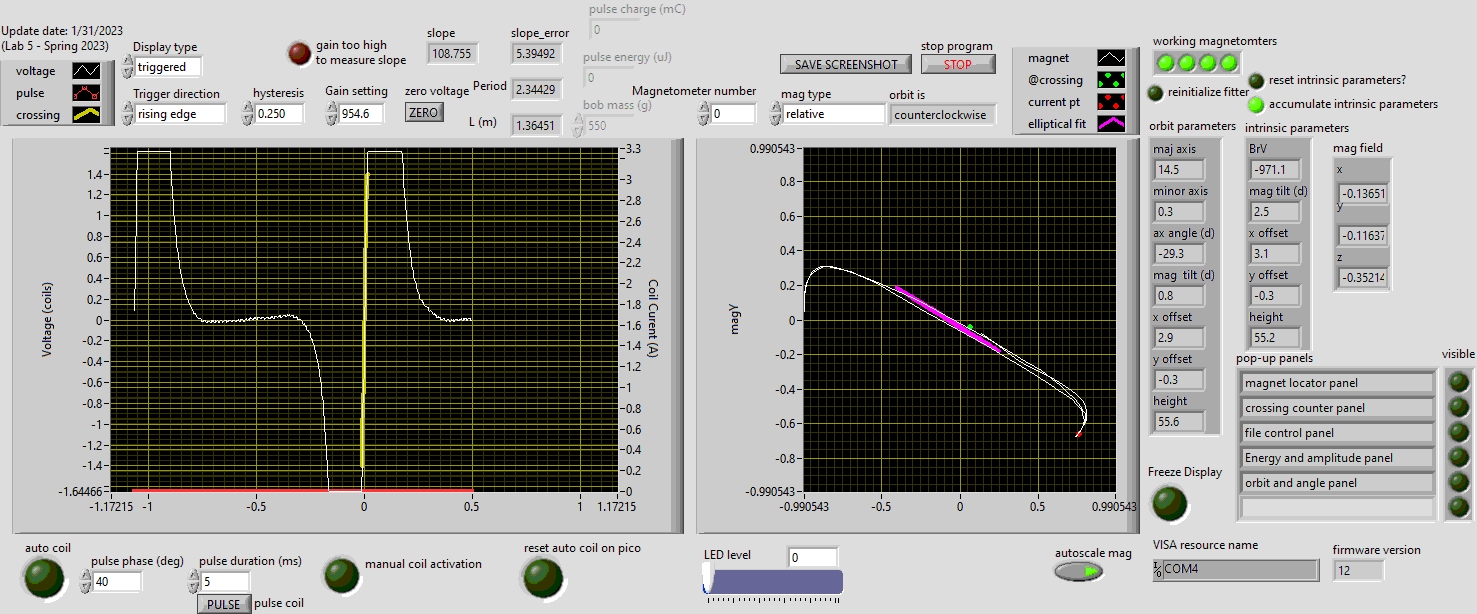 Update date: 1/31/2023
(Lab 5 - Spring 2023)
voltage
pulse
crossing
Display type
triggered
Trigger direction
rising edge
gain too high
to measure slope
hysteresis
0.250
Gain setting
954.6
slope
108.755
slope_error
5.39492
zero voltage
ZERO
Period
2.34429
L (m)
1.36451
pulse charge (mC)
0
pulse energy (uJ)
0
bob mass (g)
550
Magnetometer number
0
SAVE SCREENSHOT
stop program
STOP
mag type
relative
orbit is
counterclockwise
magnet
@crossing
current pt
elliptical fit
working magnetomters
reset intrinsic parameters?
reinitialize fitter
accumulate intrinsic parameters
orbit parameters
maj axis
14.5
minor axis
0.3
ax angle (d)
-29.3
mag tilt (d)
0.8
x offset
2.9
y offset
-0.3
height
55.6
intrinsic parameters
BrV
-971.1
mag tilt (d)
2.5
x offset
3.1
y offset
-0.3
height
55.2
mag field
x
-0.13651
y
-0.11637
z
-0.35214
Voltage (coils)
1.4
1.2
1
0.8
0.6
0.4
0.2
0
-0.2
-0.4
-0.6
-0.8
-1
-1.2
-1.4
-1.64466
-1.17215
-1
-0.5
0
0.5
1
1.17215
3.3
3
2.8
2.6
2.4
2.2
2
1.8
1.6
1.4
1.2
1
0.8
0.6
0.4
0.2
0
Coil Current (A)
magy
0.990543
0.8
0.6
0.4
0.2
0
-0.2
-0.4
-0.6
-0.8
-0.990543
-0.990543
-0.5
0
0.5
0.990543
pop-up panels
visible
magnet locator panel
crossing counter panel
file control panel
Energy and amplitude panel
orbit and angle panel
Freeze Display
auto coil
pulse phase (deg)
40
pulse duration (ms)
5
PULSE
pulse coil
manual coil activation
reset auto coil on pico
LED level
0
autoscale mag
VISA resource name
COM4
firmware version
12